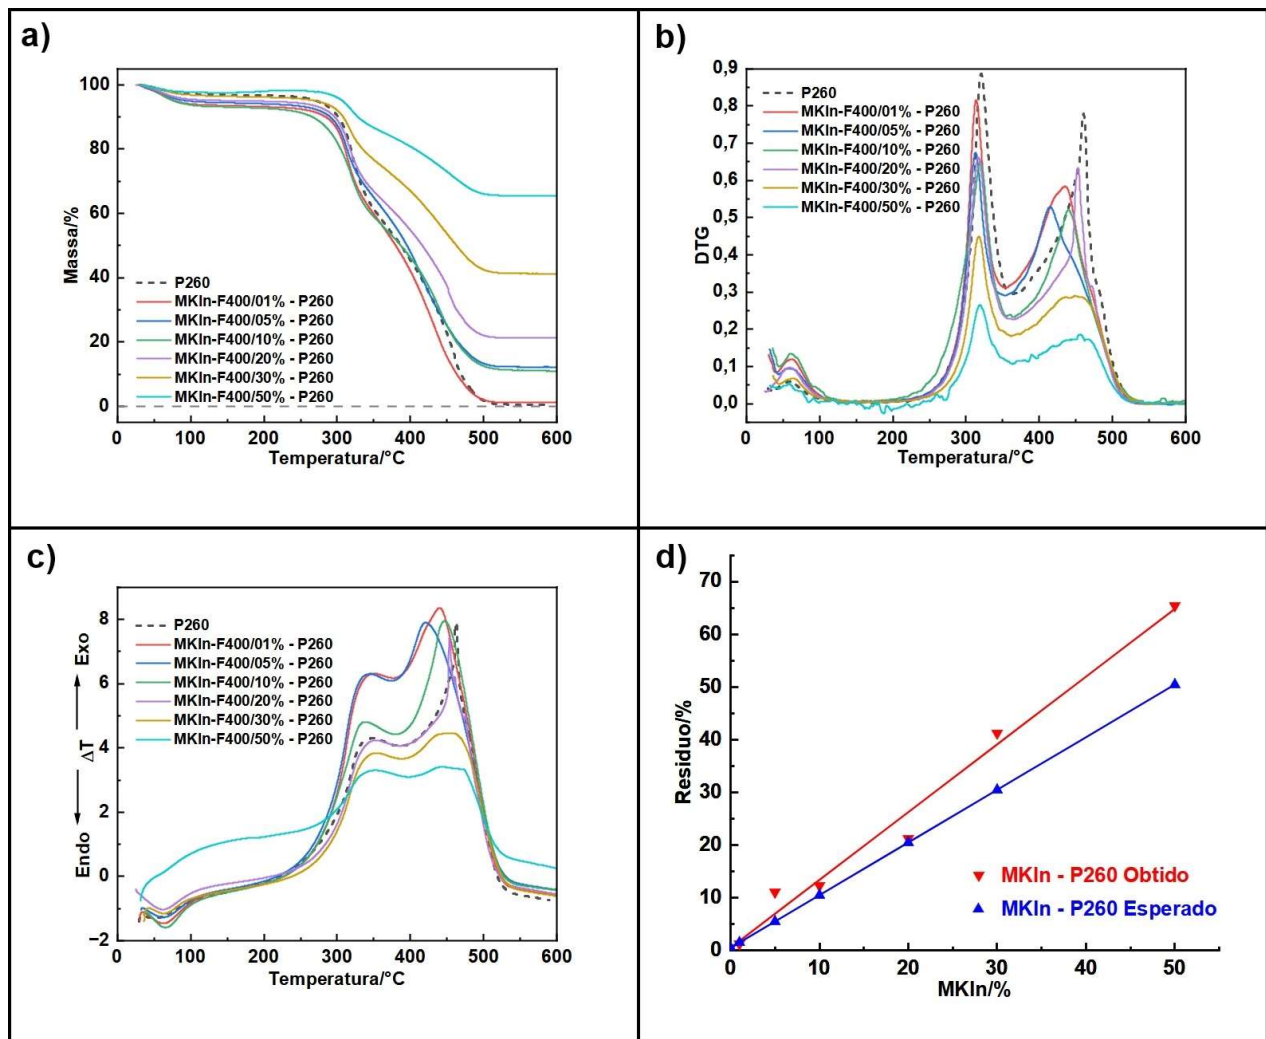 a)
100
80
60
40
20
0
Massa/%
P260
MKIn-F400/01% - P260
MKIn-F400/05% - P260
MKIn-F400/10% - P260
MKIn-F400/20% - P260
MKIn-F400/30% - P260
MKIn-F400/50% - P260
0 100 200 300 400 500 600
Temperatura/°C
b)
0,9
0,8
0,7
0,6
0,5
0,4
0,3
0,2
0,1
0,0
DTG
P260
MKIn-F400/01% - P260
MKIn-F400/05% - P260
MKIn-F400/10% - P260
MKIn-F400/20% - P260
MKIn-F400/30% - P260
MKIn-F400/50% - P260
0 100 200 300 400 500 600
Temperatura/°C
c)
8
6
4
2
0
−2
Endo ΔT Exo
P260
MKIn-F400/01% - P260
MKIn-F400/05% - P260
MKIn-F400/10% - P260
MKIn-F400/20% - P260
MKIn-F400/30% - P260
MKIn-F400/50% - P260
0 100 200 300 400 500 600
Temperatura/°C
d)
70
60
50
40
30
20
10
0
Residuo/%
MKIn - P260 Obtido
MKIn - P260 Esperado
0 10 20 30 40 50
MKIn/%